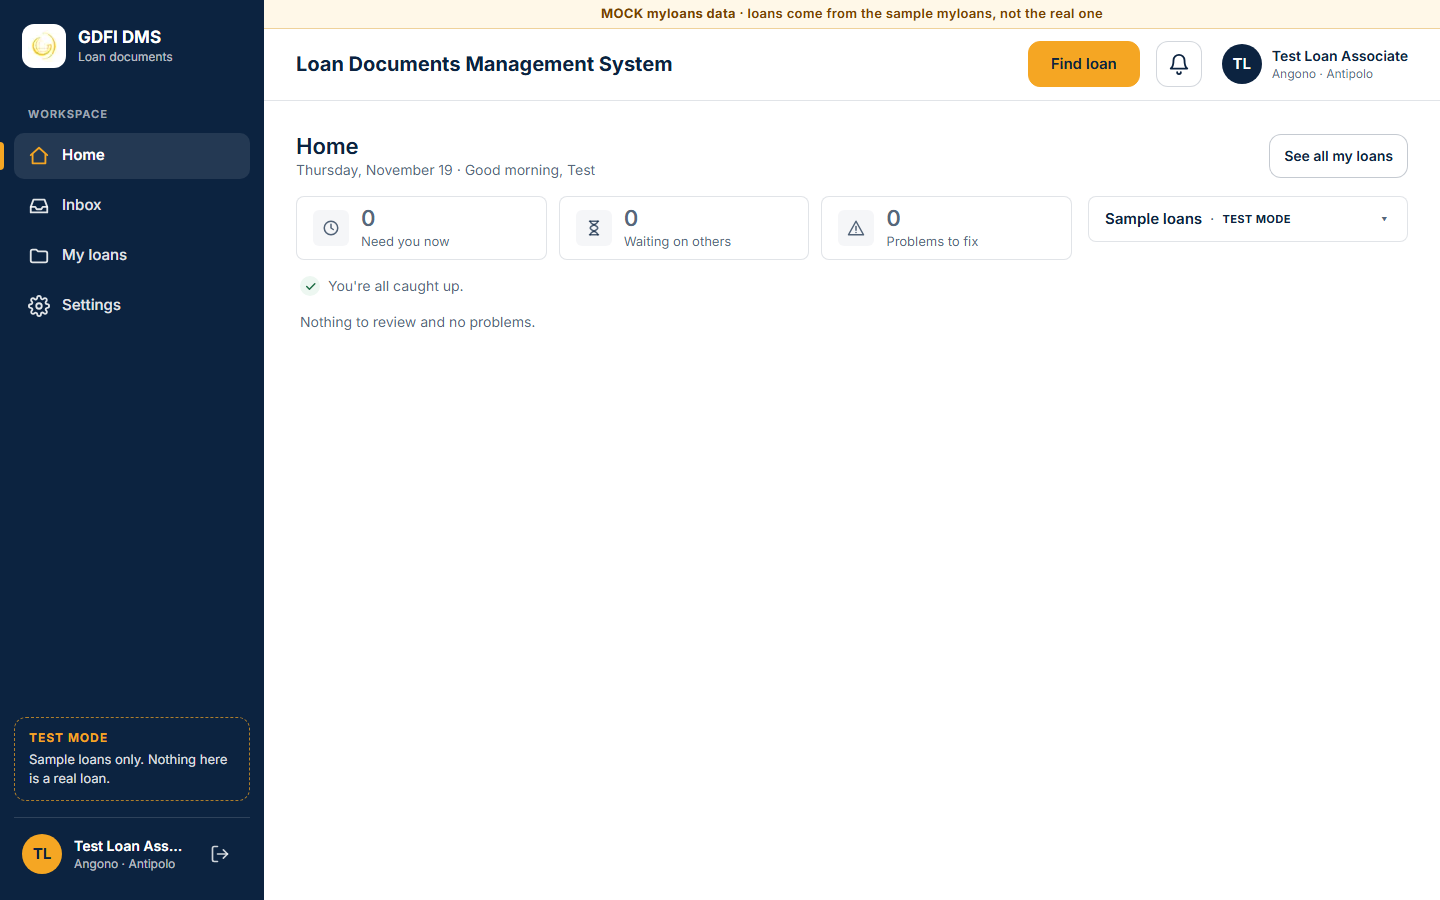 GDFI DMS
Loan documents
WORKSPACE
Home
Inbox
My loans
Settings
TEST MODE
Sample loans only. Nothing here
is a real loan.
TL
Test Loan Ass...
Angono · Antipolo
MOCK myloans data · loans come from the sample myloans, not the real one
Loan Documents Management System
Find loan
TL
Test Loan Associate
Angono · Antipolo
Home
Thursday, November 19 · Good morning, Test
See all my loans
0
Need you now
0
Waiting on others
0
Problems to fix
Sample loans · TEST MODE
You're all caught up.
Nothing to review and no problems.